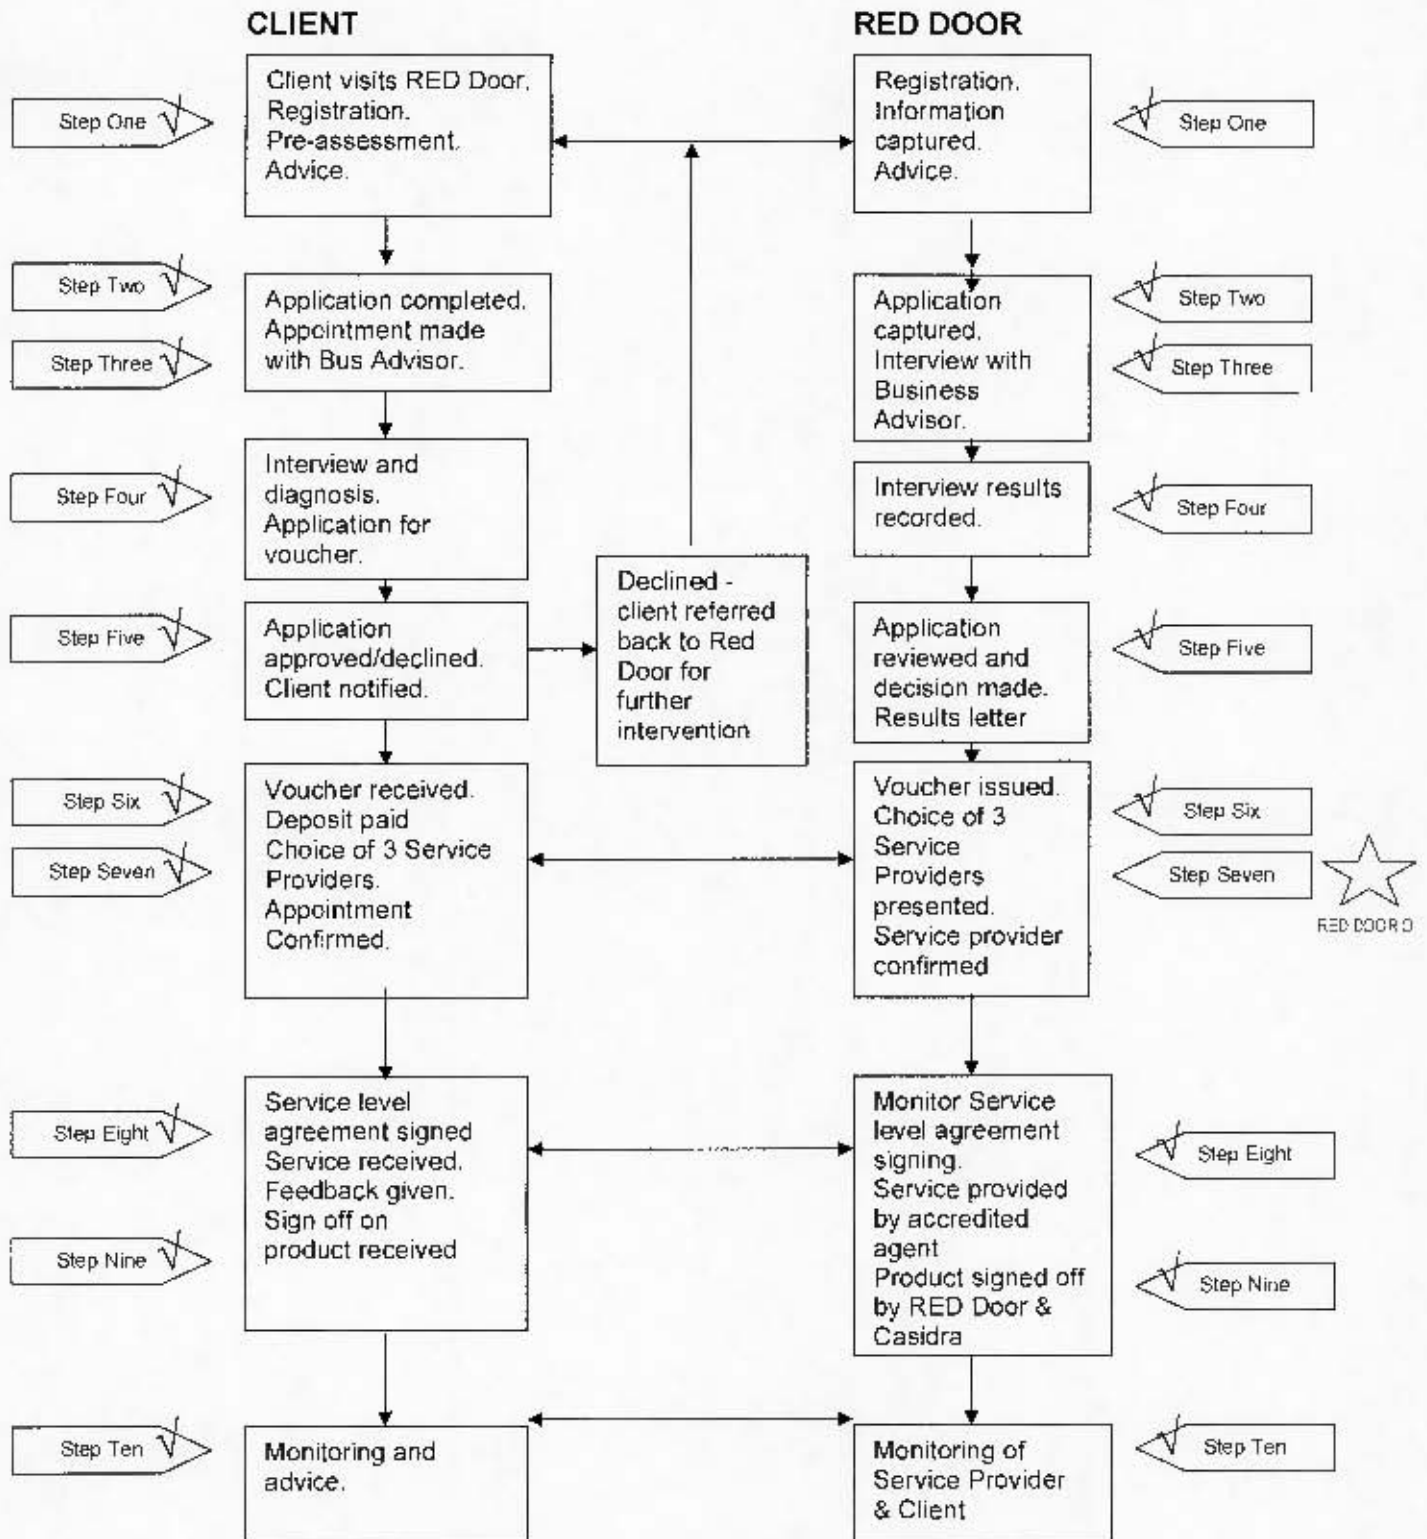 CLIENT
RED DOOR
Step One
Client visits RED Door.
Registration.
Pre-assessment.
Advice.
Registration.
Information
captured.
Advice.
Step One
Step Two
Step Three
Application completed.
Appointment made
with Bus Advisor.
Application
captured.
Interview with
Business
Advisor.
Step Two
Step Three
Step Four
Interview and
diagnosis.
Application for
voucher.
Interview results
recorded.
Step Four
Step Five
Application
approved/declined.
Client notified.
Declined -
client referred
back to Red
Door for
further
intervention
Application
reviewed and
decision made.
Results letter
Step Five
Step Six
Step Seven
Voucher received.
Deposit paid
Choice of 3 Service
Providers.
Appointment
Confirmed.
Voucher issued.
Choice of 3
Service
Providers
presented.
Service provider
confirmed
Step Six
Step Seven
RED DOOR
Step Eight
Step Nine
Service level
agreement signed
Service received.
Feedback given.
Sign off on
product received
Monitor Service
level agreement
signing.
Service provided
by accredited
agent
Product signed off
by RED Door &
Casidra
Step Eight
Step Nine
Step Ten
Monitoring and
advice.
Monitoring of
Service Provider
& Client
Step Ten